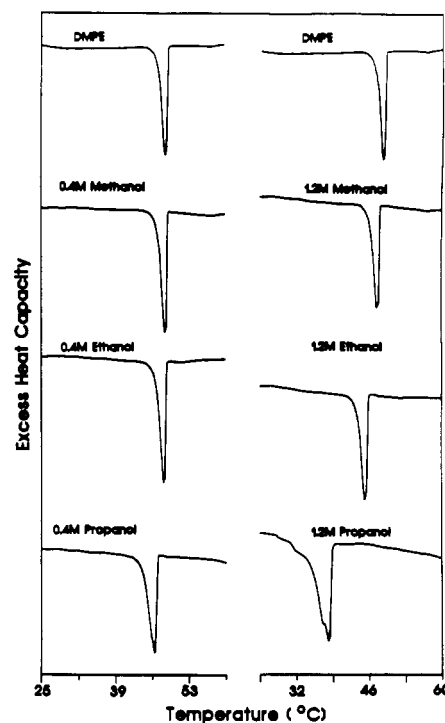 DMPE
DMPE
0.4M Methanol
1.2M Methanol
0.4M Ethanol
1.2M Ethanol
0.4M Propanol
1.2M Propanol
Excess Heat Capacity
25 39 53 32 46 60
Temperature (°C)